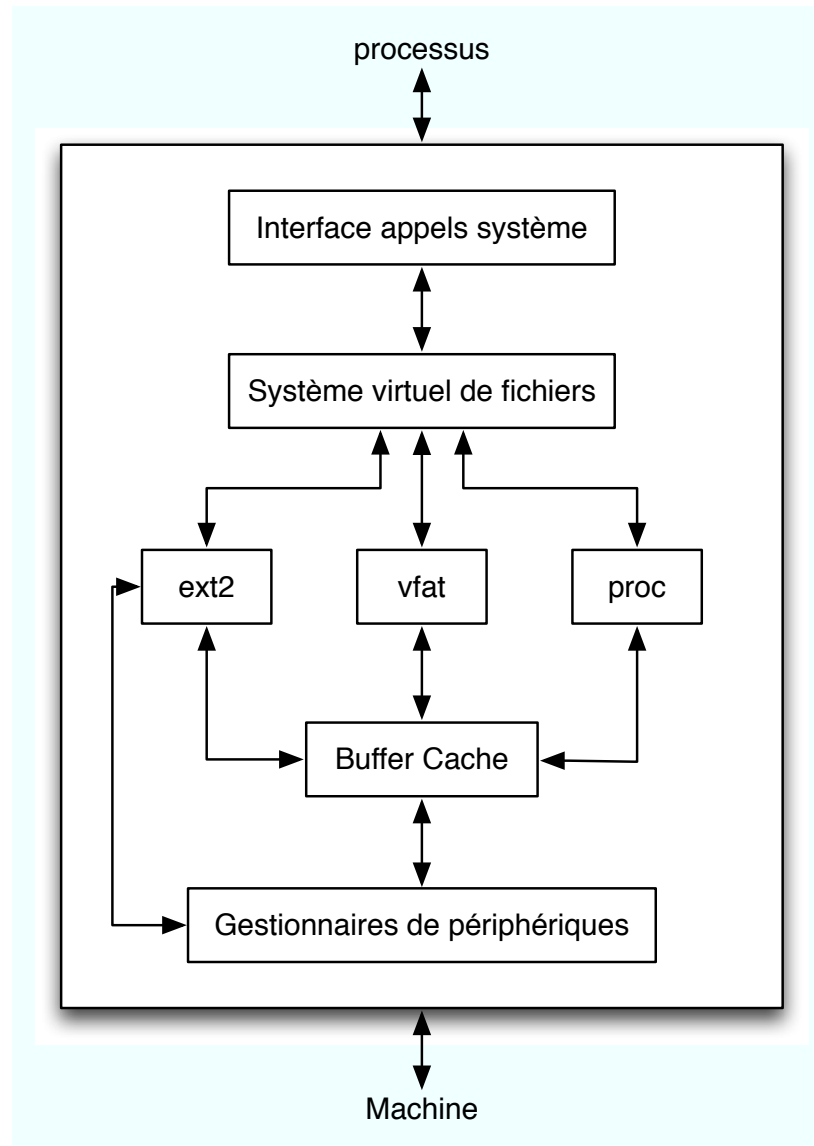 processus
Interface appels système
Système virtuel de fichiers
ext2
vfat
proc
Buffer Cache
Gestionnaires de périphériques
Machine